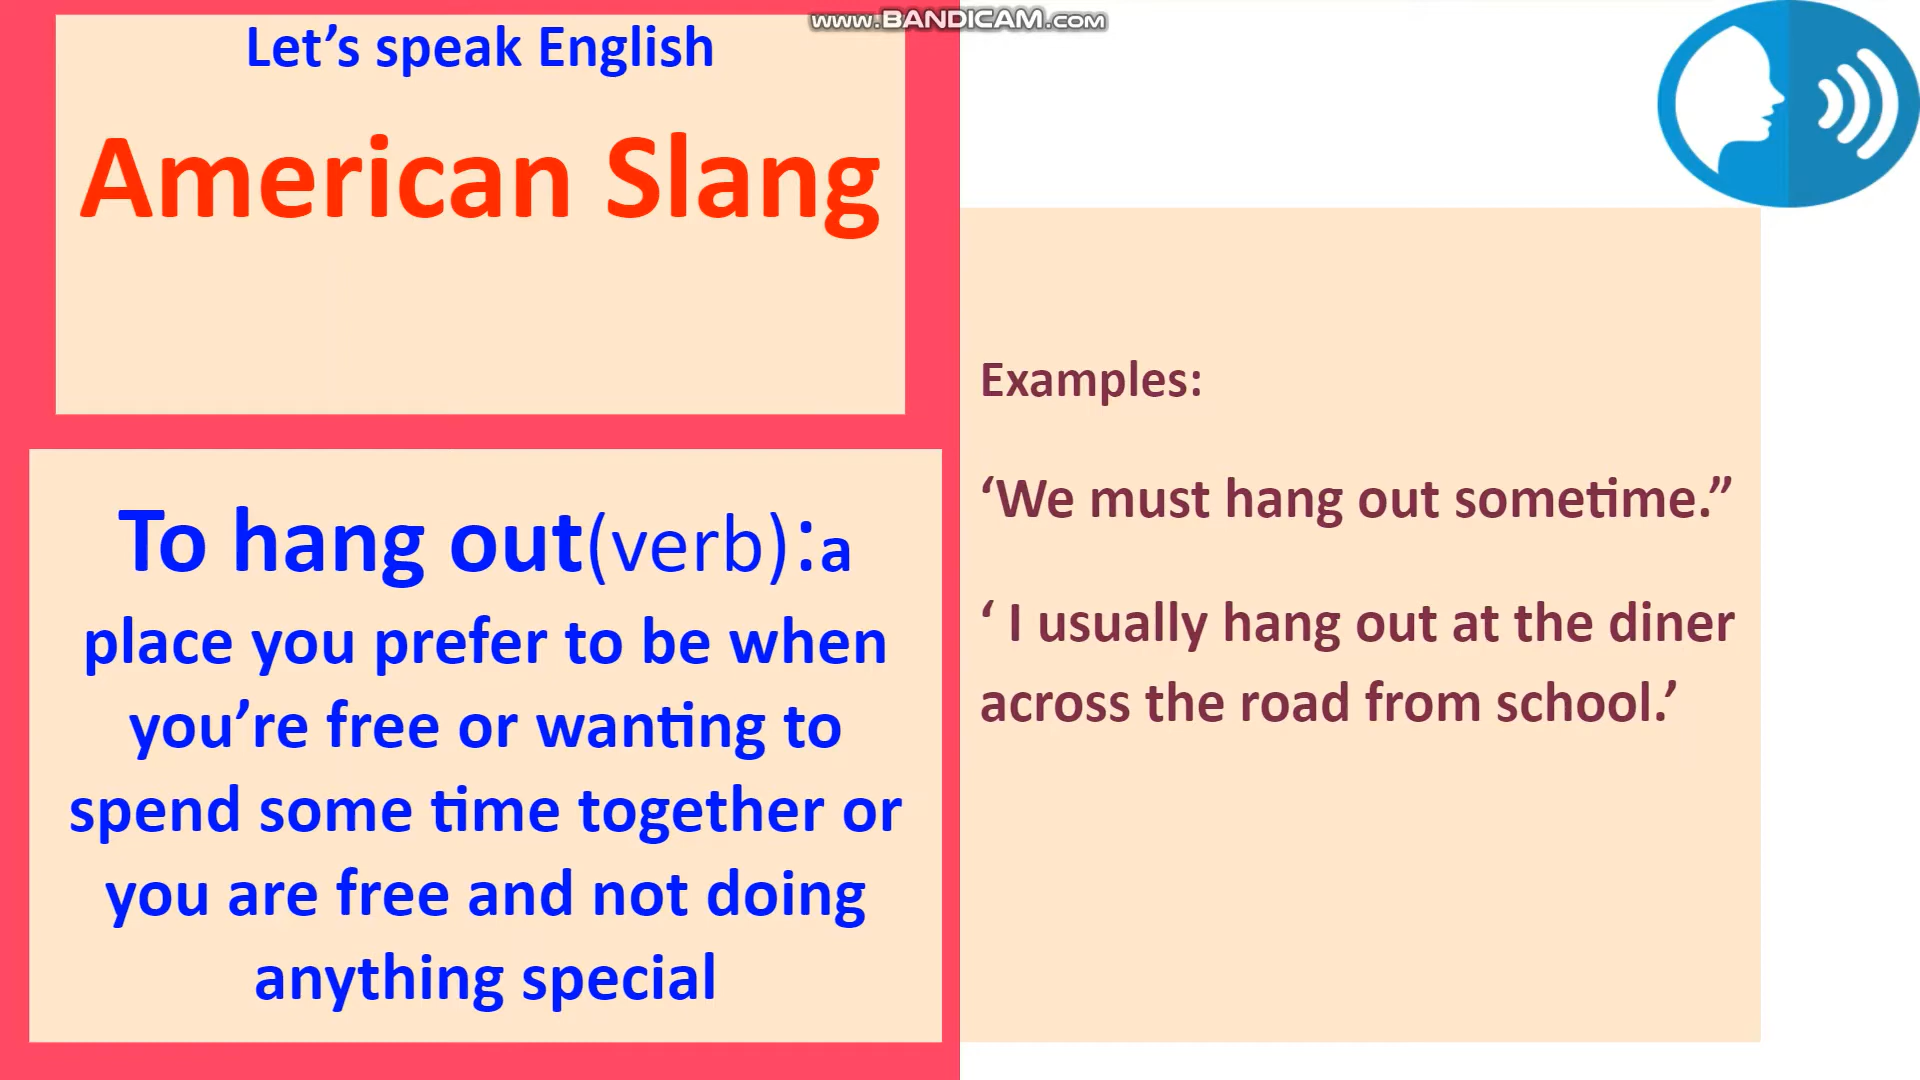 www.BANDICAM.com
Let’s speak English
American Slang
To hang out(verb):a
place you prefer to be when
you’re free or wanting to
spend some time together or
you are free and not doing
anything special
Examples:
‘We must hang out sometime.”
‘ I usually hang out at the diner
across the road from school.’